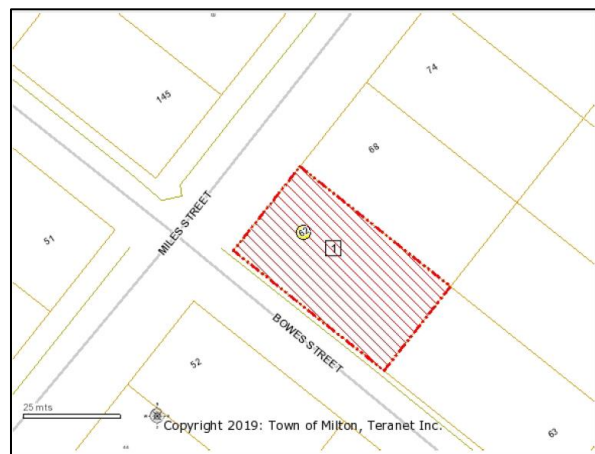 74
145
68
MILES STREET
62
1
51
BOWES STREET
52
25 mts
Copyright 2019: Town of Milton, Teranet Inc.
63